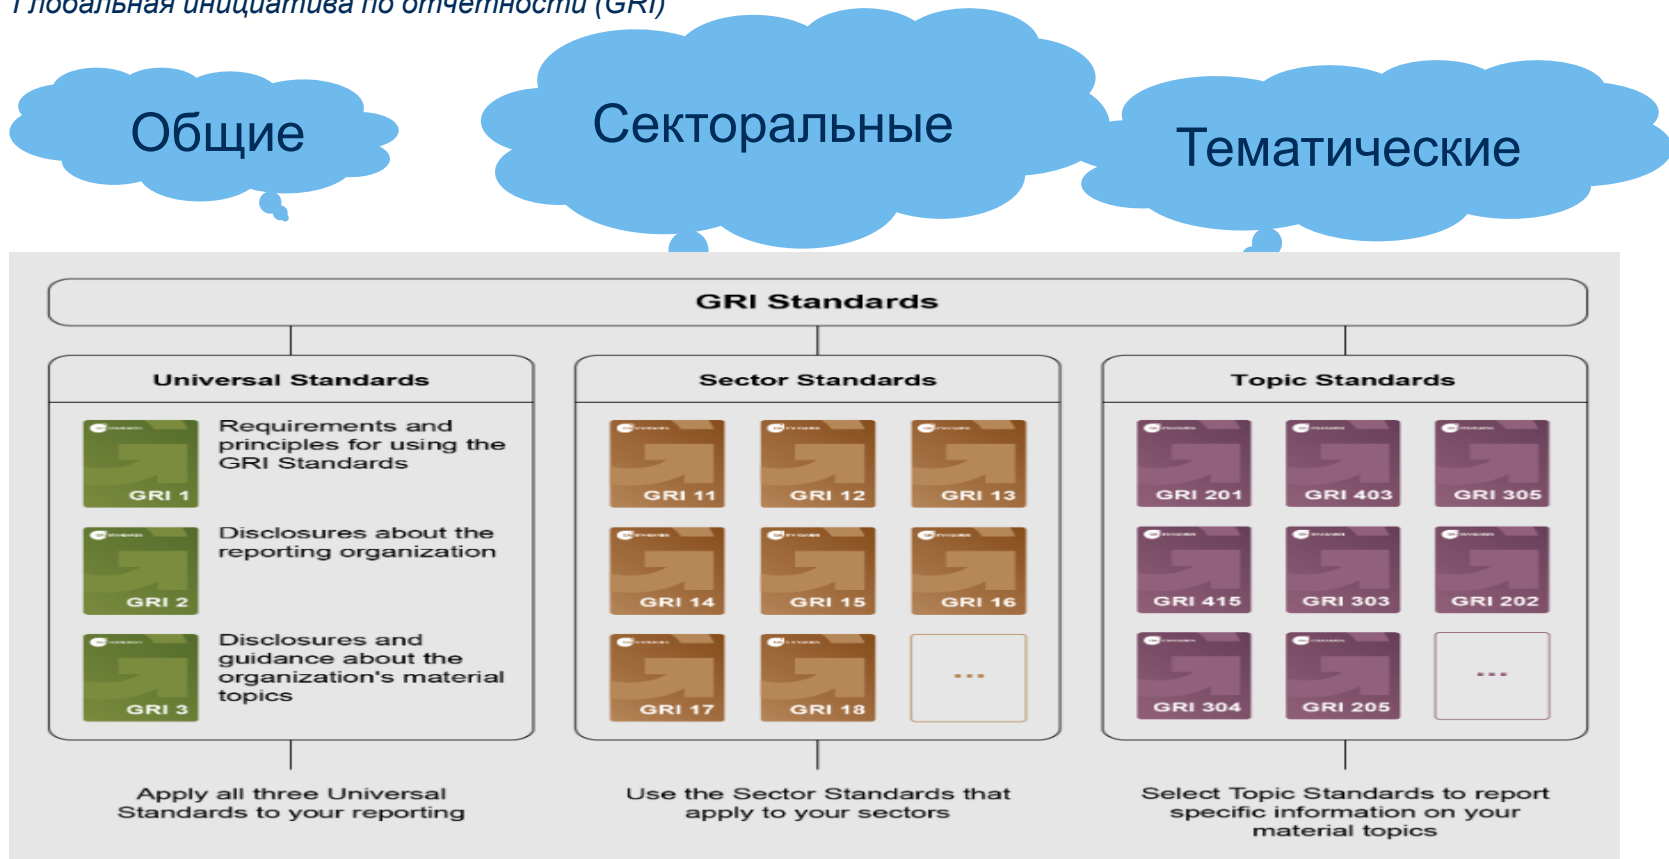 Глобальная инициатива по отчетности (GRI)
Общие
Секторальные
Тематические
GRI Standards
Universal Standards
GRI 1
Requirements and
principles for using the
GRI Standards
GRI 2
Disclosures about the
reporting organization
GRI 3
Disclosures and
guidance about the
organization's material
topics
Apply all three Universal
Standards to your reporting
Sector Standards
GRI 11
GRI 12
GRI 13
GRI 14
GRI 15
GRI 16
GRI 17
GRI 18
...
Use the Sector Standards that
apply to your sectors
Topic Standards
GRI 201
GRI 403
GRI 305
GRI 415
GRI 303
GRI 202
GRI 304
GRI 205
...
Select Topic Standards to report
specific information on your
material topics